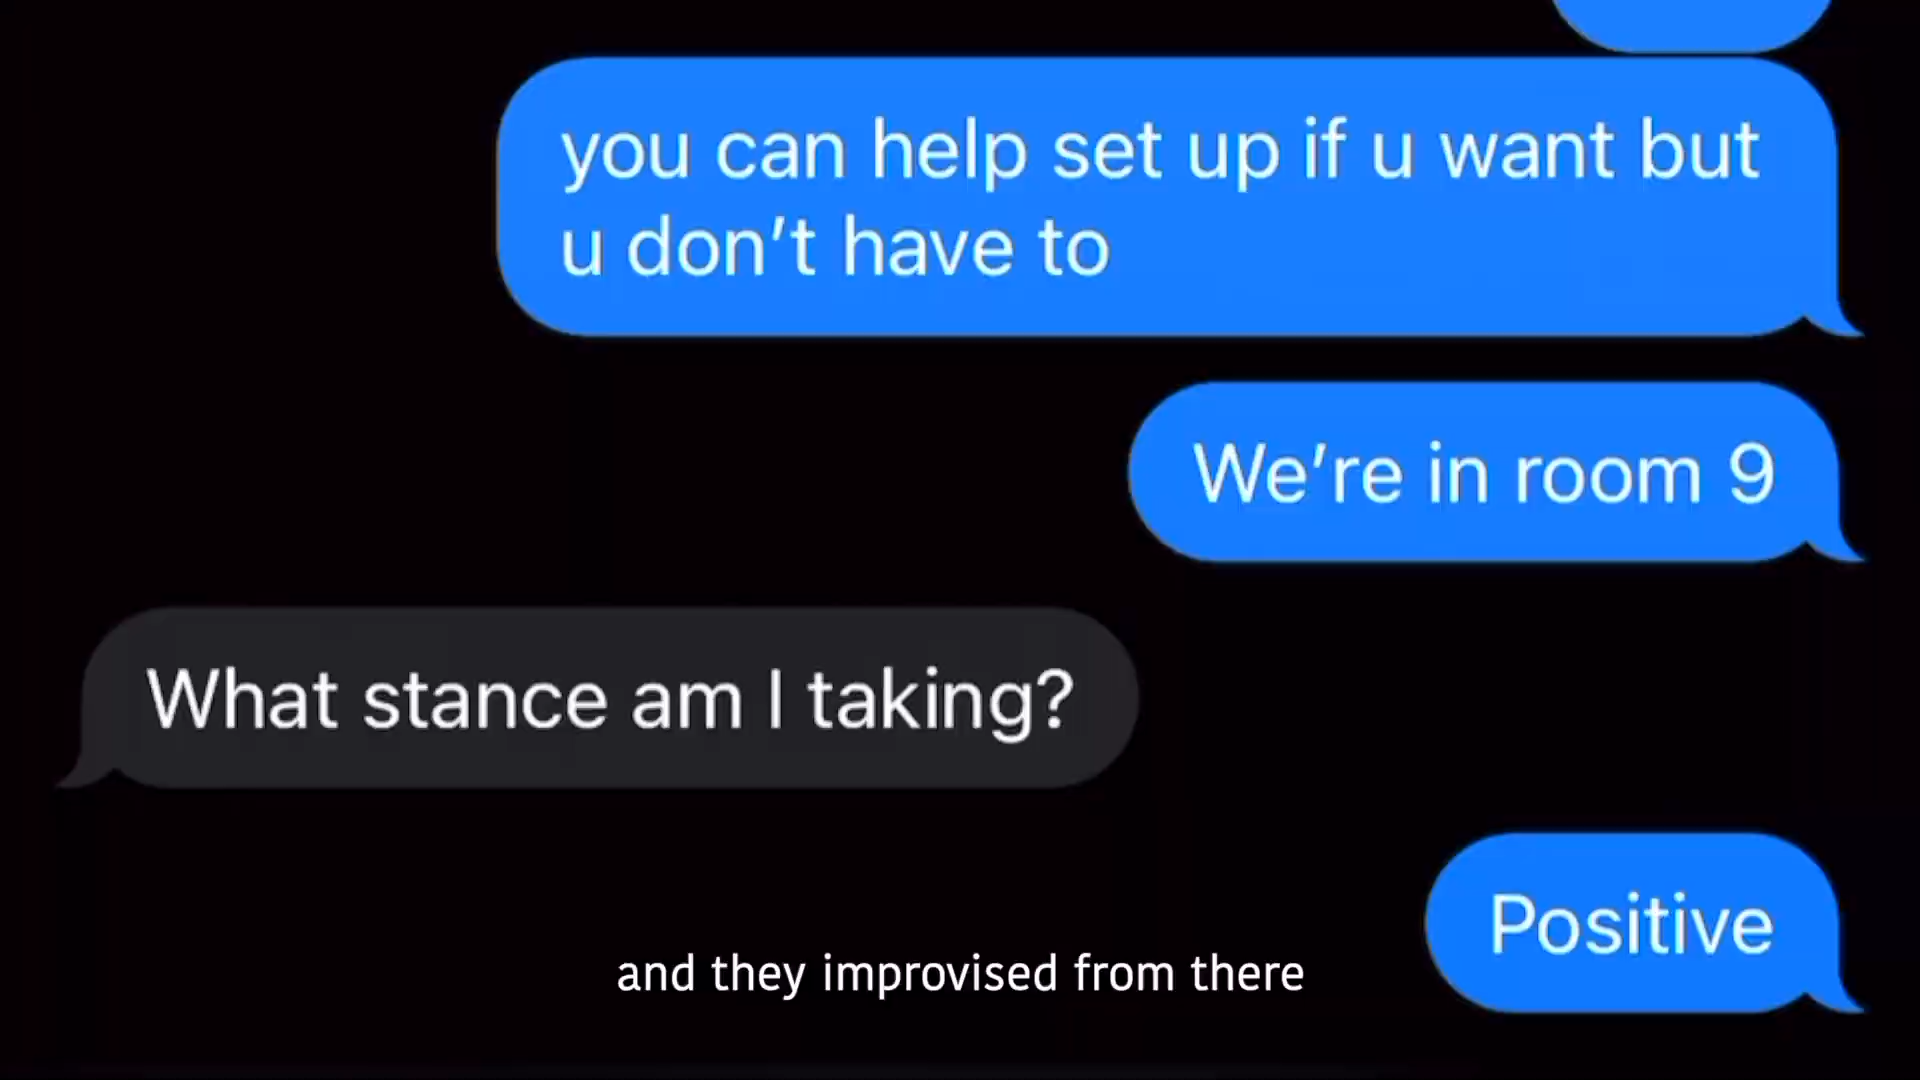 you can help set up if u want but
u don’t have to
We’re in room 9
What stance am I taking?
Positive
and they improvised from there